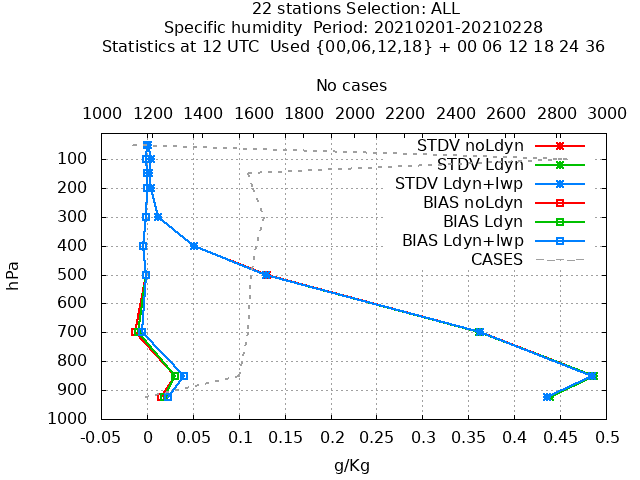 22 stations Selection: ALL
Specific humidity  Period: 20210201-20210228
Statistics at 12 UTC  Used {00,06,12,18} + 00 06 12 18 24 36
No cases
1000 1200 1400 1600 1800 2000 2200 2400 2600 2800 3000
STDV noLdyn
STDV Ldyn
STDV Ldyn+lwp
BIAS noLdyn
BIAS Ldyn
BIAS Ldyn+lwp
CASES
hPa
100
200
300
400
500
600
700
800
900
1000
-0.05 0 0.05 0.1 0.15 0.2 0.25 0.3 0.35 0.4 0.45 0.5
g/Kg